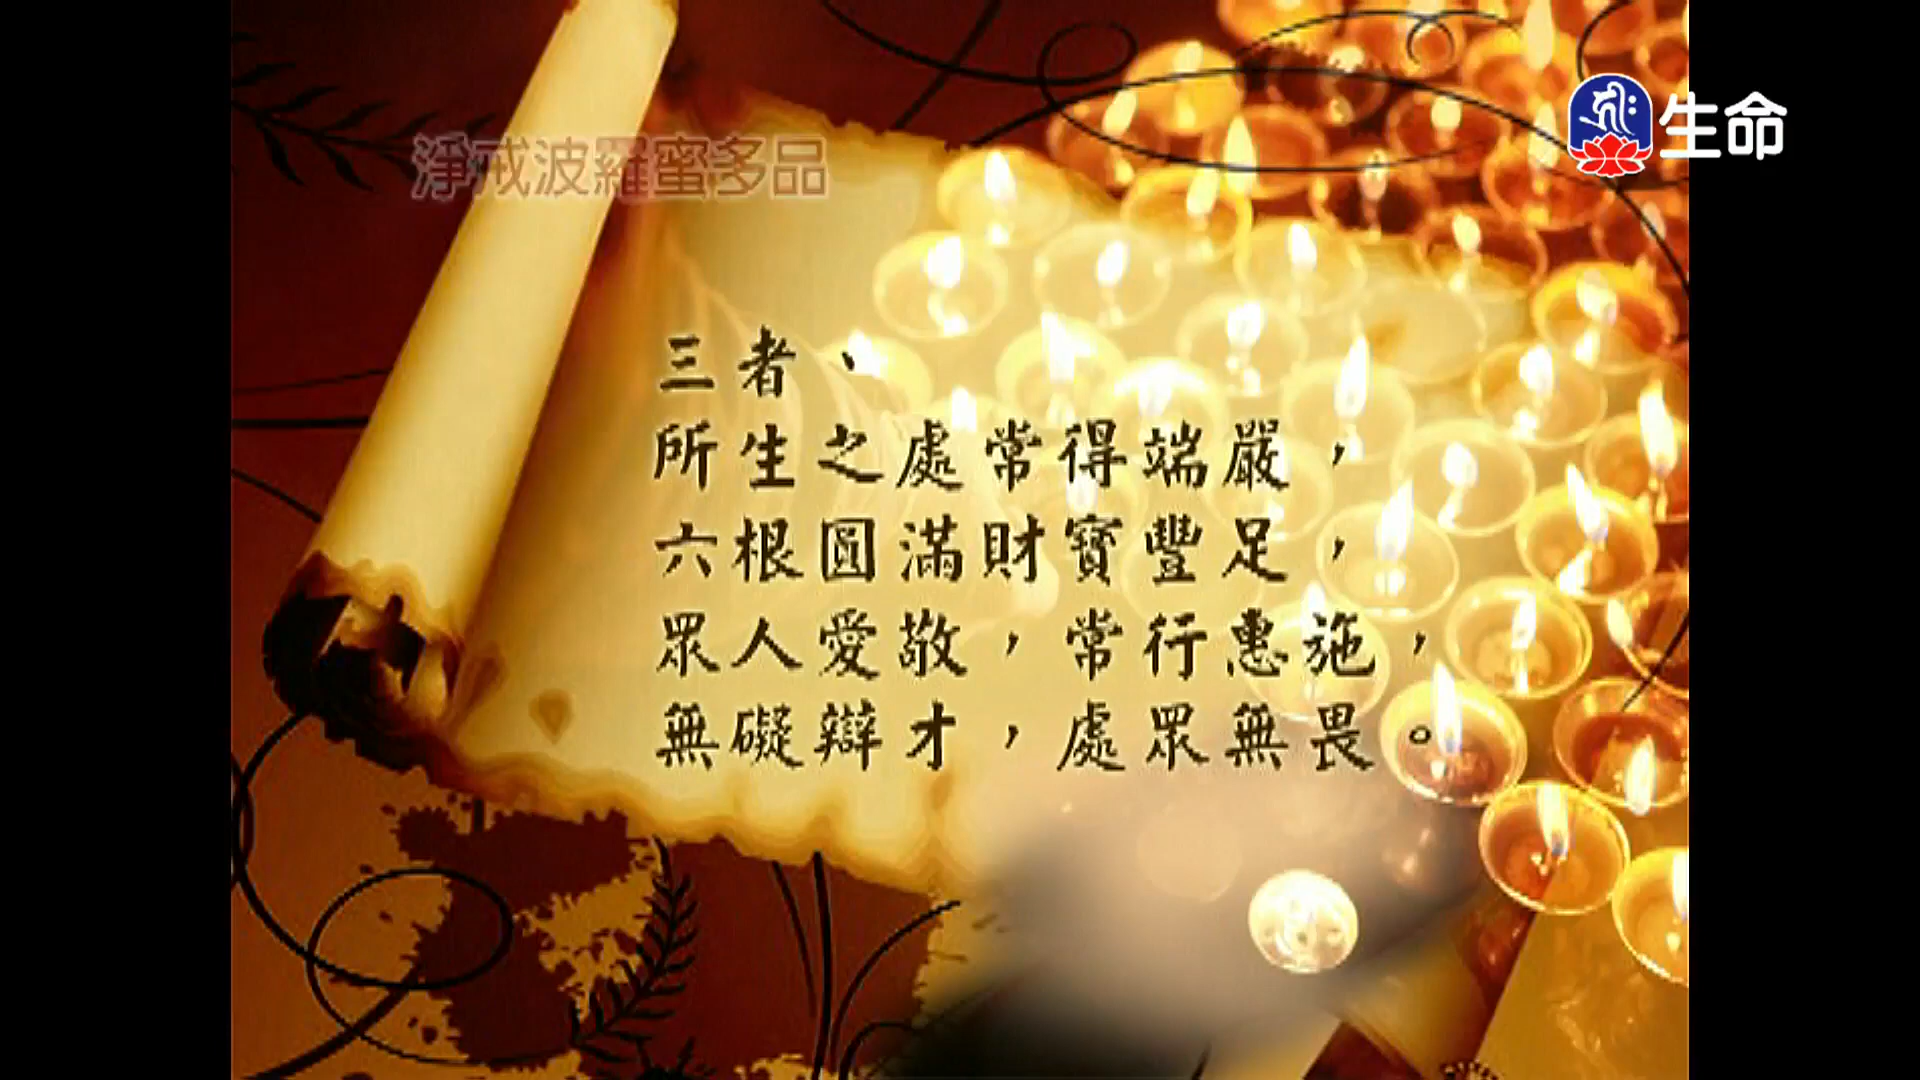 生命
淨戒波羅蜜多品
三者、
所生之處常得端嚴，
六根圓滿財寶豐足，
眾人愛敬，常行惠施，
無礙辯才，處眾無畏。